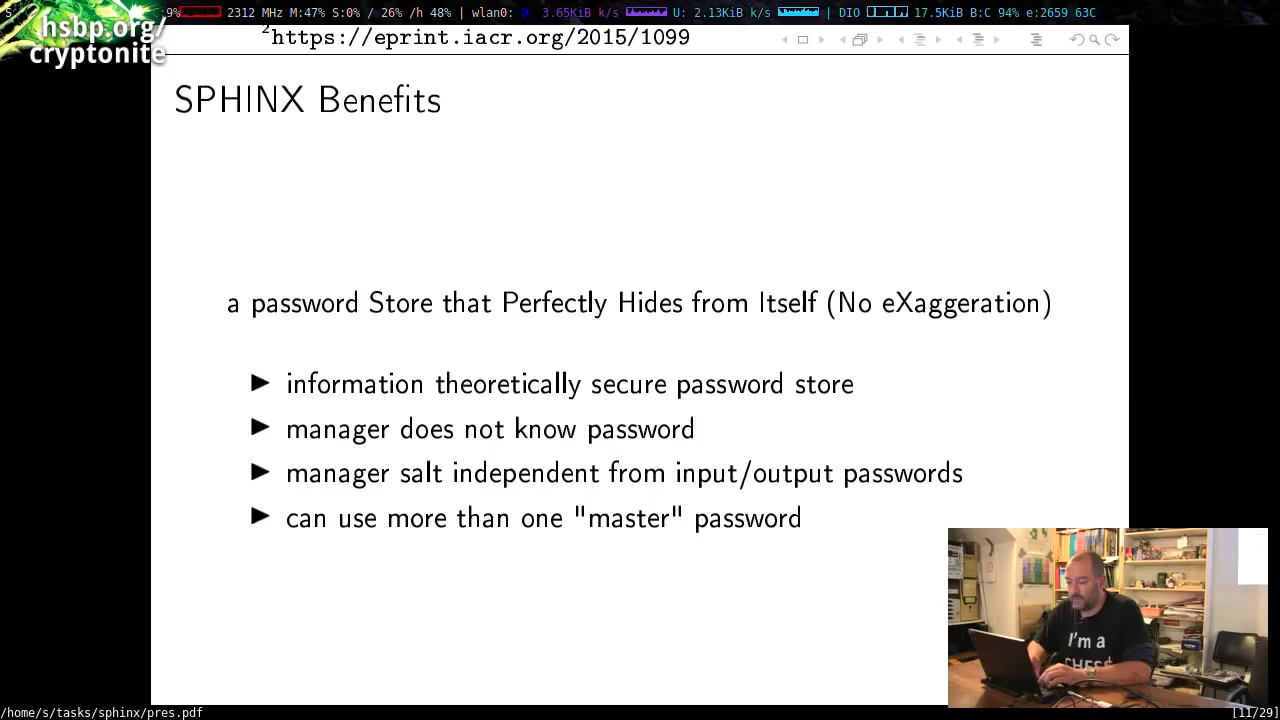 S: 9% 2312 MHz M:47% S:0% / 26% /h 48% | wlan0: D: 3.65KiB k/s U: 2.13KiB k/s | DIO 17.5KiB B:C 94% e:2659 63C
hsbp.org/
cryptonite
2https://eprint.iacr.org/2015/1099
SPHINX Benefits
a password Store that Perfectly Hides from Itself (No eXaggeration)
▶ information theoretically secure password store
▶ manager does not know password
▶ manager salt independent from input/output passwords
▶ can use more than one "master" password
I'm a
CHESS
/home/s/tasks/sphinx/pres.pdf [11/29]